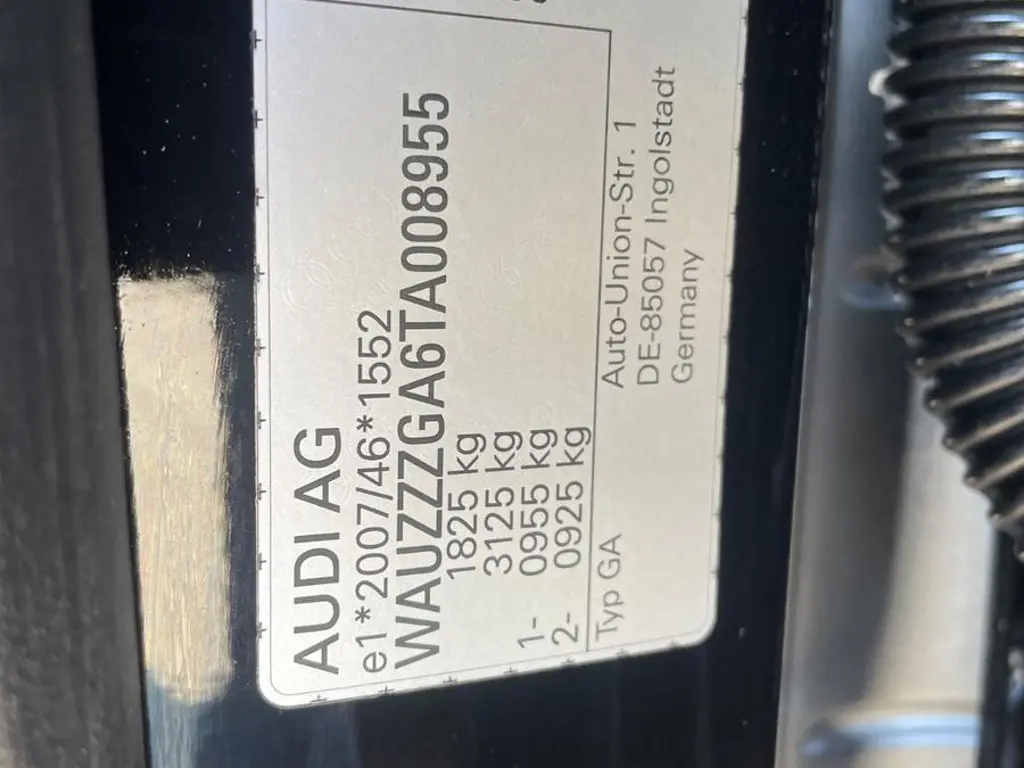 AUDI AG
e1*2007/46*1552
WAUZZZGA6TA008955
1825 kg
3125 kg
1- 0955 kg
2- 0925 kg
Typ GA
Auto-Union-Str. 1
DE-85057 Ingolstadt
Germany